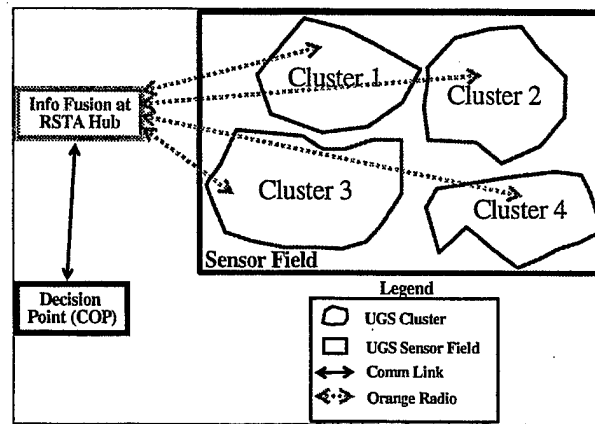 Cluster 1
Info Fusion at
RSTA Hub
Cluster 2
Cluster 3
Cluster 4
Sensor Field
Decision
Point (COP)
Legend
UGS Cluster
UGS Sensor Field
Comm Link
Orange Radio